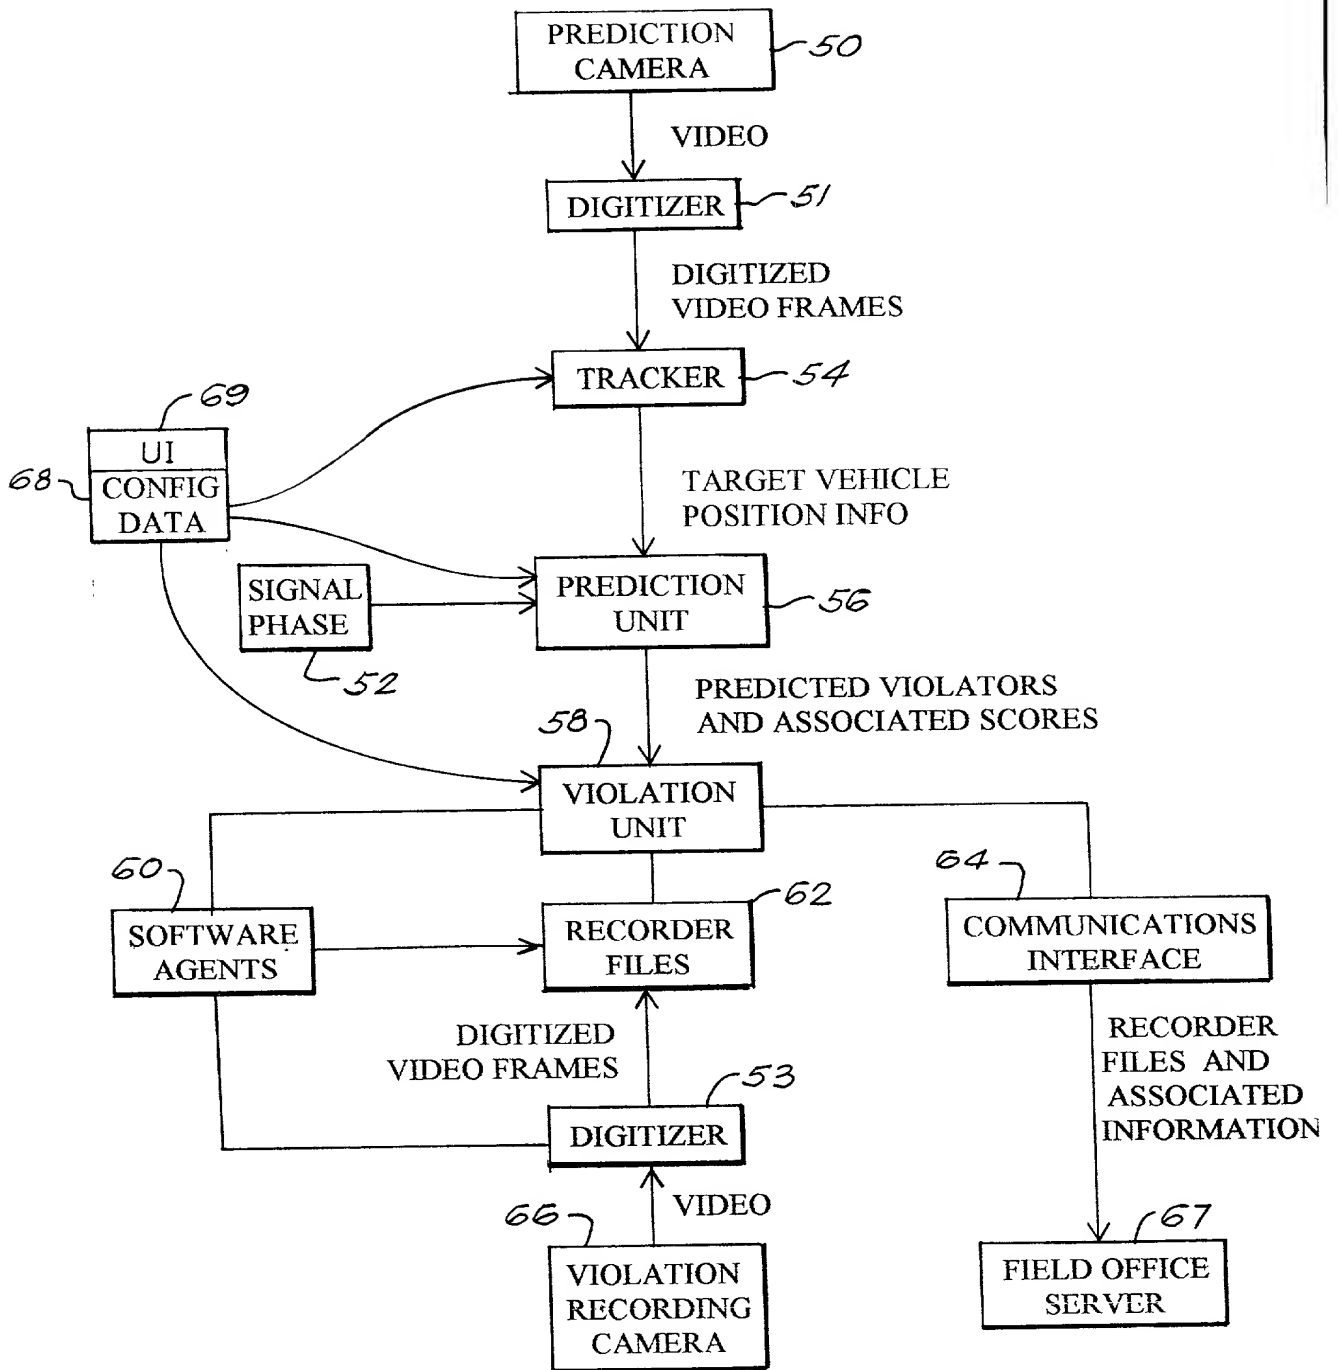 PREDICTION
CAMERA
50
VIDEO
DIGITIZER
51
DIGITIZED
VIDEO FRAMES
TRACKER
54
69
UI
68
CONFIG
DATA
TARGET VEHICLE
POSITION INFO
SIGNAL
PHASE
52
PREDICTION
UNIT
56
PREDICTED VIOLATORS
AND ASSOCIATED SCORES
58
VIOLATION
UNIT
60
SOFTWARE
AGENTS
62
RECORDER
FILES
64
COMMUNICATIONS
INTERFACE
DIGITIZED
VIDEO FRAMES
RECORDER
FILES AND
ASSOCIATED
INFORMATION
53
DIGITIZER
VIDEO
66
VIOLATION
RECORDING
CAMERA
67
FIELD OFFICE
SERVER